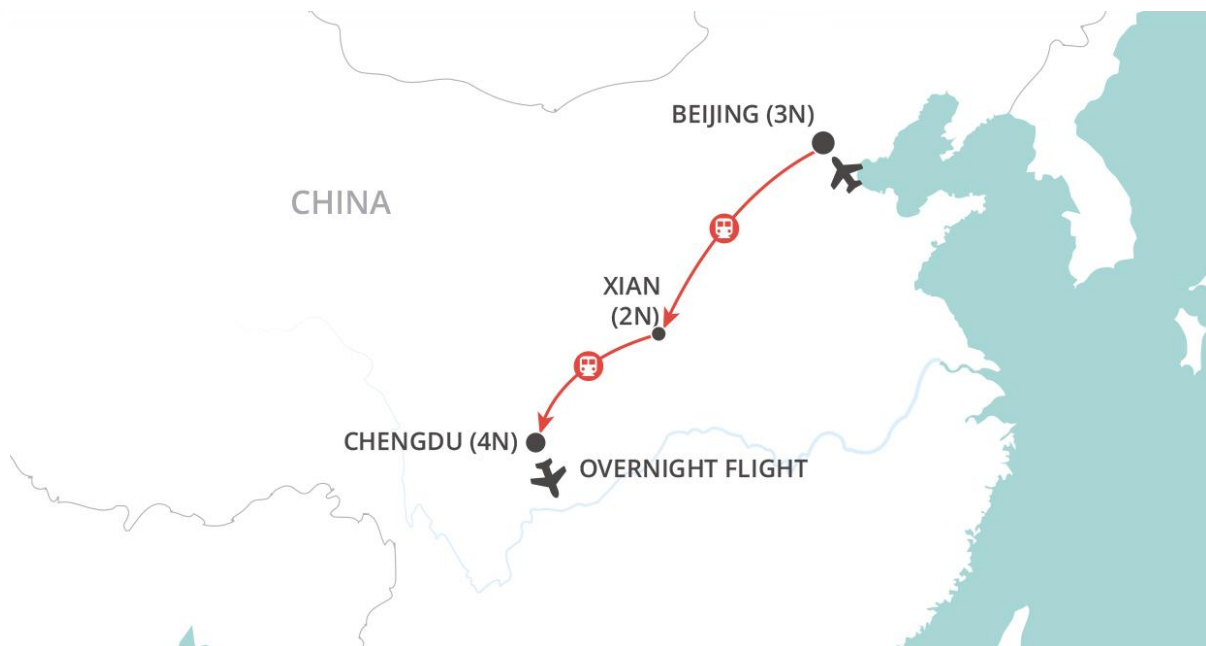 BEIJING (3N)
CHINA
XIAN
(2N)
CHENGDU (4N)
OVERNIGHT FLIGHT